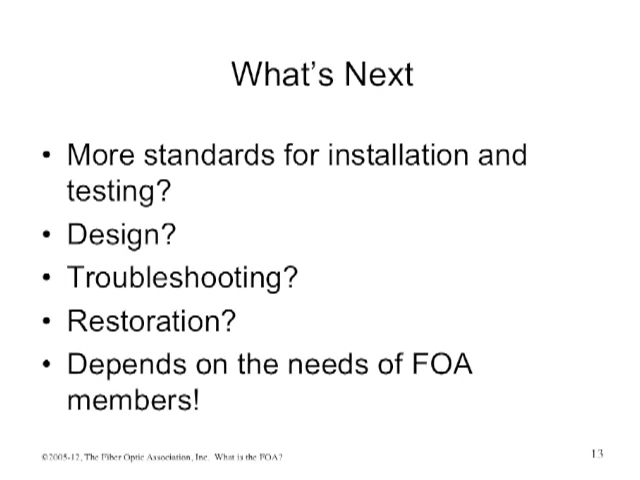 What's Next
• More standards for installation and
testing?
• Design?
• Troubleshooting?
• Restoration?
• Depends on the needs of FOA
members!
©2005-12, The Fiber Optic Association, Inc. What is the FOA?
13